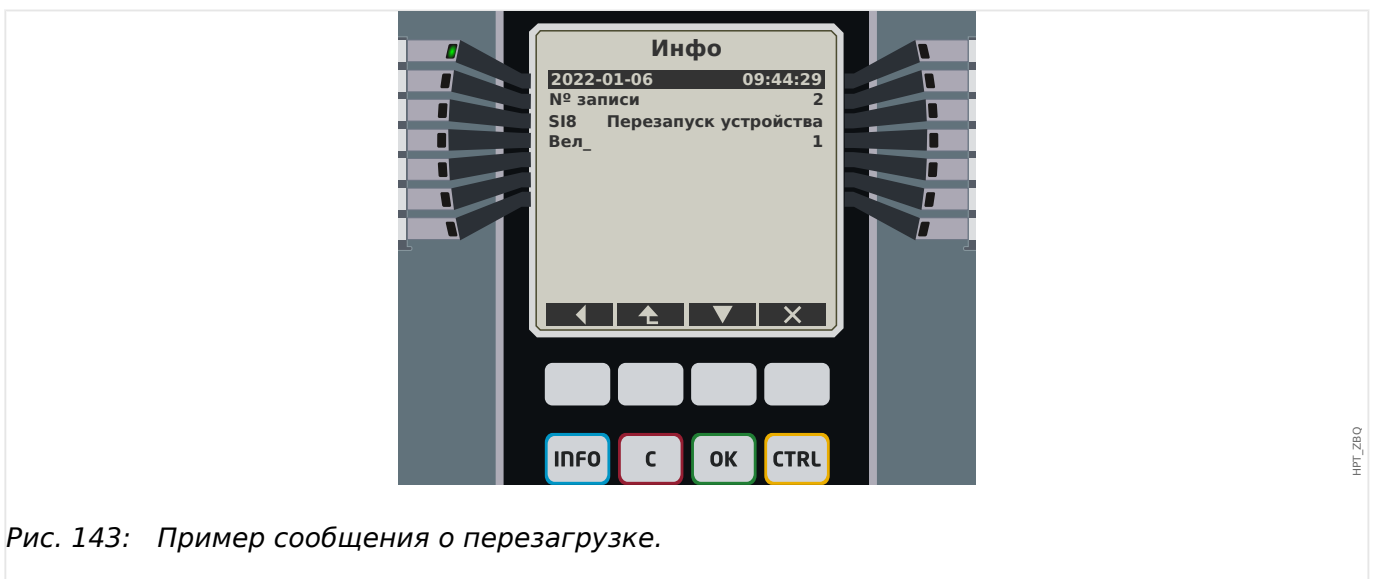 Инфо
2022-01-06 09:44:29
Nº записи 2
SI8 Перезапуск устройства
Вел_ 1
INFO C OK CTRL
HPT_ZBQ
Рис. 143: Пример сообщения о перезагрузке.